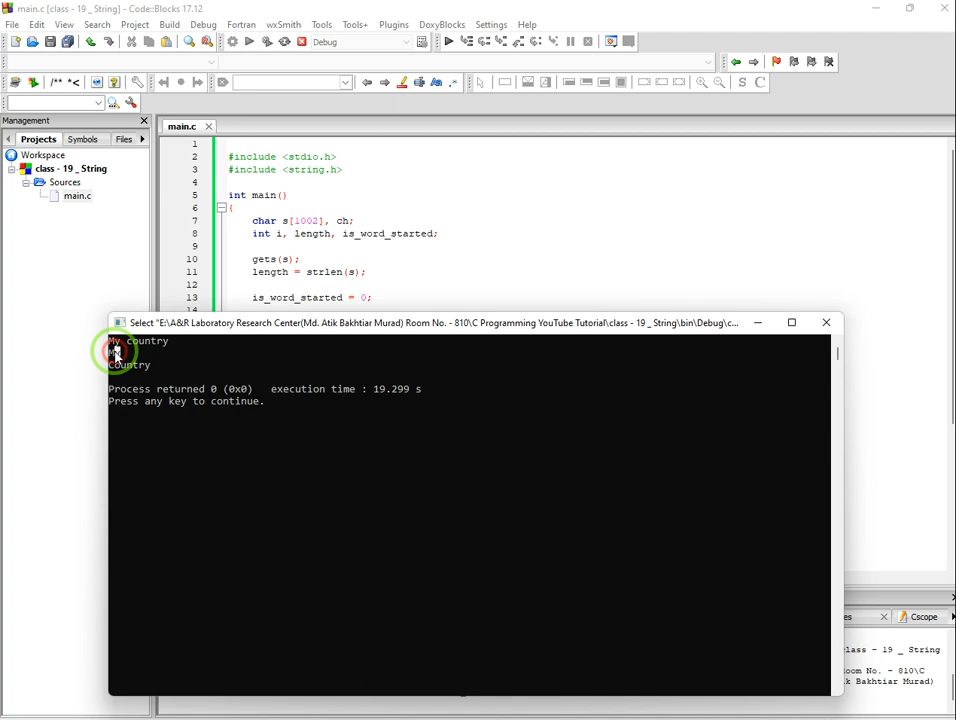 main.c [class - 19 _ String] - Code::Blocks 17.12
File Edit View Search Project Build Debug Fortran wxSmith Tools Tools+ Plugins DoxyBlocks Settings Help
Debug
Management
main.c
Projects Symbols Files
Workspace
class - 19 _ String
Sources
main.c
1
2 #include <stdio.h>
3 #include <string.h>
4
5 int main()
6 {
7 char s[1002], ch;
8 int i, length, is_word_started;
9
10 gets(s);
11 length = strlen(s);
12
13 is_word_started = 0;
14
Select "E:\A&R Laboratory Research Center(Md. Atik Bakhtiar Murad) Room No. - 810\C Programming YouTube Tutorial\class - 19 _ String\bin\Debug\c...
My country
My
Country
Process returned 0 (0x0) execution time : 19.299 s
Press any key to continue.
Cscope
class - 19 _ String
Room No. - 810\C
Bakhtiar Murad)